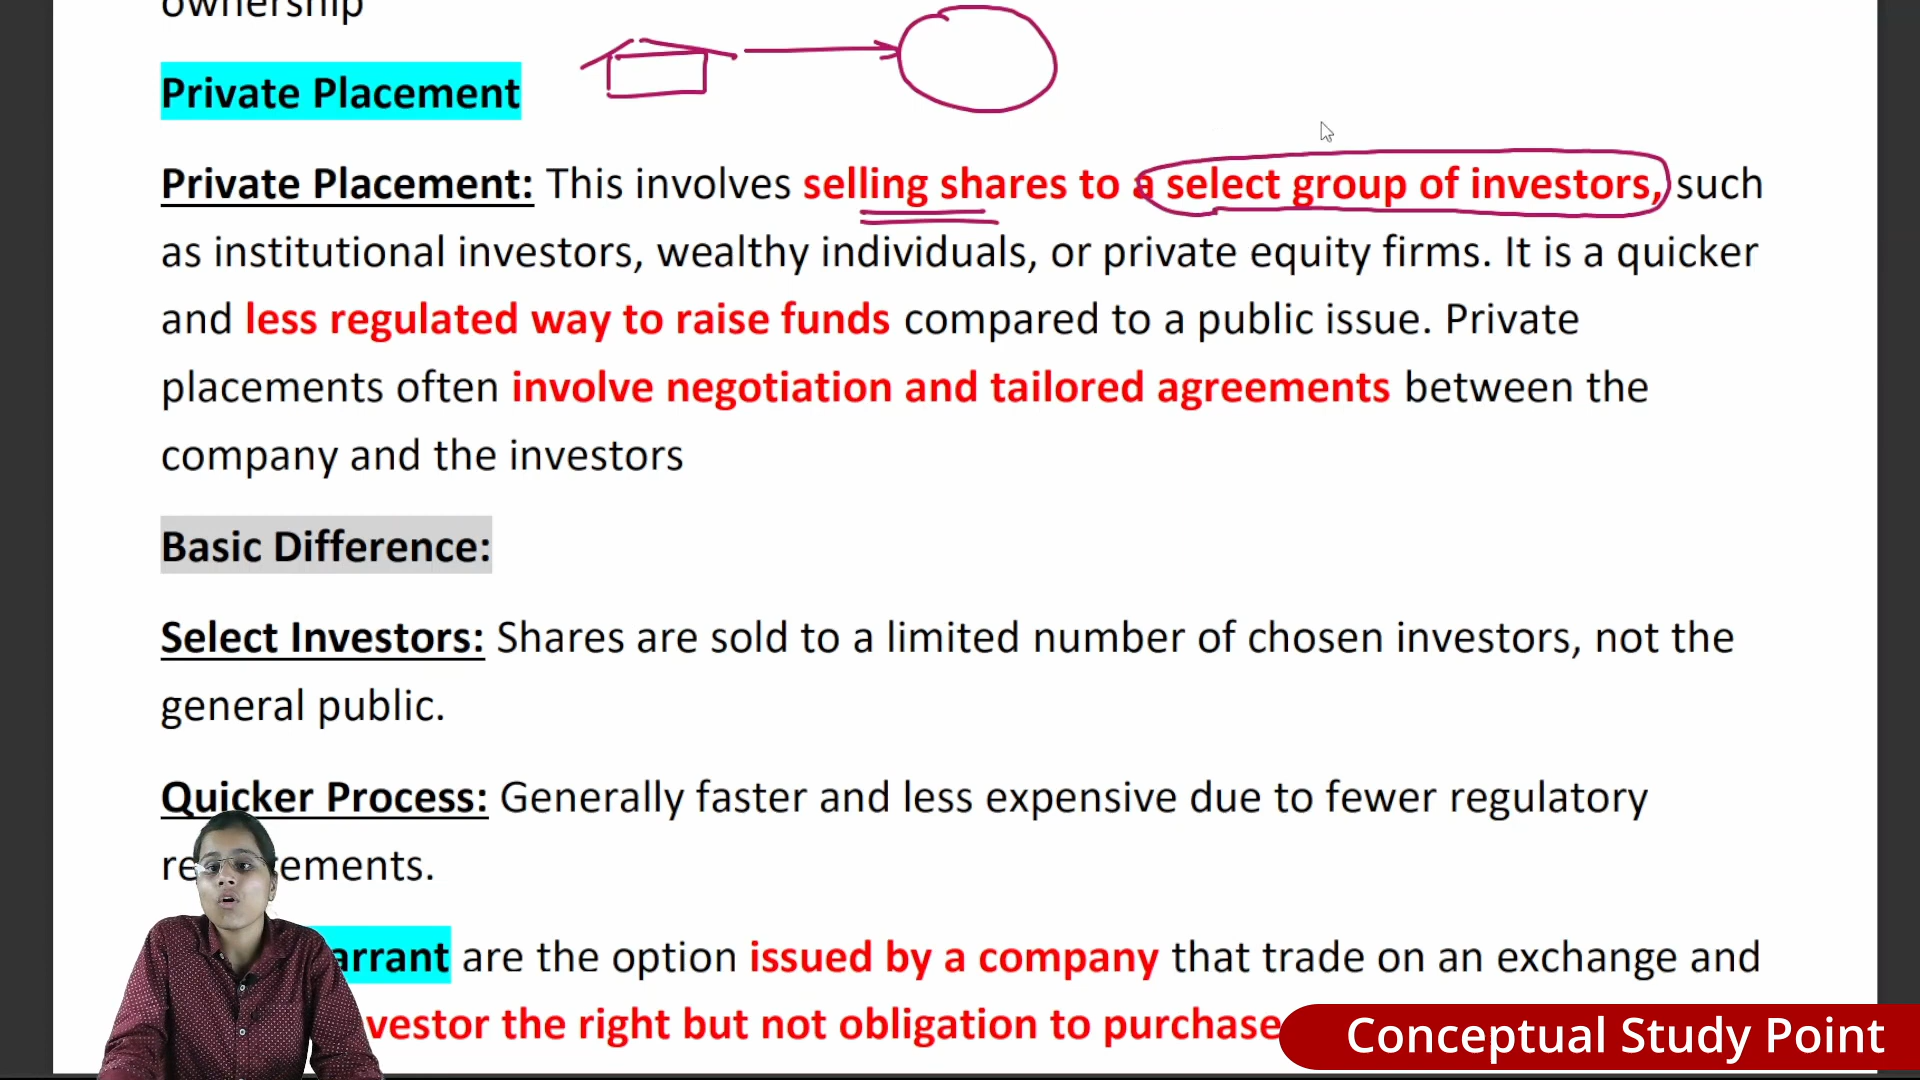 ownership
Private Placement
Private Placement: This involves selling shares to a select group of investors, such
as institutional investors, wealthy individuals, or private equity firms. It is a quicker
and less regulated way to raise funds compared to a public issue. Private
placements often involve negotiation and tailored agreements between the
company and the investors
Basic Difference:
Select Investors: Shares are sold to a limited number of chosen investors, not the
general public.
Quicker Process: Generally faster and less expensive due to fewer regulatory
ements.
arrant are the option issued by a company that trade on an exchange and
vestor the right but not obligation to purchase
Conceptual Study Point